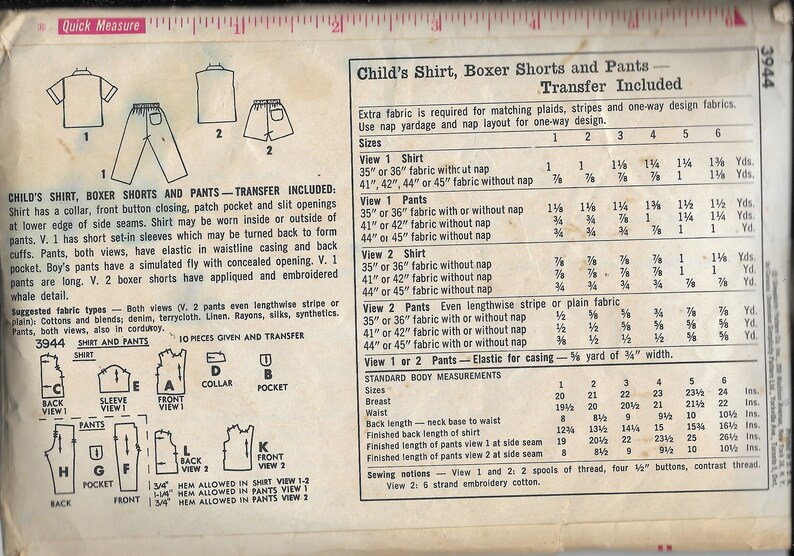 ® Quick Measure 1 2 3 4 5 6
3944
1 1 2 2
CHILD'S SHIRT, BOXER SHORTS AND PANTS — TRANSFER INCLUDED:
Shirt has a collar, front button closing, patch pocket and slit openings
at lower edge of side seams. Shirt may be worn inside or outside of
pants. V. 1 has short set-in sleeves which may be turned back to form
cuffs. Pants, both views, have elastic in waistline casing and back
pocket. Boy's pants have a simulated fly with concealed opening. V. 1
pants are long. V. 2 boxer shorts have appliqued and embroidered
whale detail.
Suggested fabric types — Both views (V. 2 pants even lengthwise stripe or
plain): Cottons and blends; denim, terrycloth. Linen. Rayons, silks, synthetics.
Pants, both views, also in corduroy.
3944 SHIRT AND PANTS 10 PIECES GIVEN AND TRANSFER
SHIRT
C E A D B
BACK VIEW 1
SLEEVE VIEW 1
FRONT VIEW 1
COLLAR
POCKET
PANTS
H G F L K
BACK
POCKET
FRONT
BACK VIEW 2
FRONT VIEW 2
3/4" HEM ALLOWED IN SHIRT VIEW 1-2
1-1/4" HEM ALLOWED IN PANTS VIEW 1
3/4" HEM ALLOWED IN PANTS VIEW 2
Child's Shirt, Boxer Shorts and Pants —
Transfer Included
Extra fabric is required for matching plaids, stripes and one-way design fabrics.
Use nap yardage and nap layout for one-way design.
Sizes 1 2 3 4 5 6
View 1 Shirt
35" or 36" fabric without nap 1 1 1⅛ 1¼ 1¼ 1⅜ Yds.
41", 42", 44" or 45" fabric without nap ⅞ ⅞ ⅞ ⅞ 1 1⅛ Yds.
View 1 Pants
35" or 36" fabric with or without nap 1⅛ 1⅛ 1¼ 1⅜ 1½ 1½ Yds.
41" or 42" fabric with or without nap ¾ ¾ ⅞ 1 1¼ 1¼ Yds.
44" or 45" fabric with or without nap ¾ ¾ ¾ ⅞ 1 1 Yd.
View 2 Shirt
35" or 36" fabric without nap ⅞ ⅞ ⅞ ⅞ 1 1⅛ Yds.
41" or 42" fabric without nap ⅞ ⅞ ⅞ ⅞ 1 1 Yd.
44" or 45" fabric without nap ¾ ¾ ¾ ¾ ⅞ ⅞ Yd.
View 2 Pants Even lengthwise stripe or plain fabric
35" or 36" fabric with or without nap ½ ⅝ ⅝ ¾ ⅞ ⅞ Yd.
41" or 42" fabric with or without nap ½ ½ ½ ⅝ ⅝ ⅝ Yd.
44" or 45" fabric with or without nap ⅜ ½ ½ ⅝ ⅝ ⅝ Yd.
View 1 or 2 Pants — Elastic for casing — ⅝ yard of ¾" width.
STANDARD BODY MEASUREMENTS
Sizes 1 2 3 4 5 6
Breast 20 21 22 23 23½ 24 Ins.
Waist 19½ 20 20½ 21 21½ 22 Ins.
Back length — neck base to waist 8 8½ 9 9½ 10 10½ Ins.
Finished back length of shirt 12¾ 13½ 14¼ 15 15¾ 16½ Ins.
Finished length of pants view 1 at side seam 19 20½ 22 23½ 25 26½ Ins.
Finished length of pants view 2 at side seam 8 8½ 9 9½ 10 10½ Ins.
Sewing notions — View 1 and 2: 2 spools of thread, four ½" buttons, contrast thread.
View 2: 6 strand embroidery cotton.